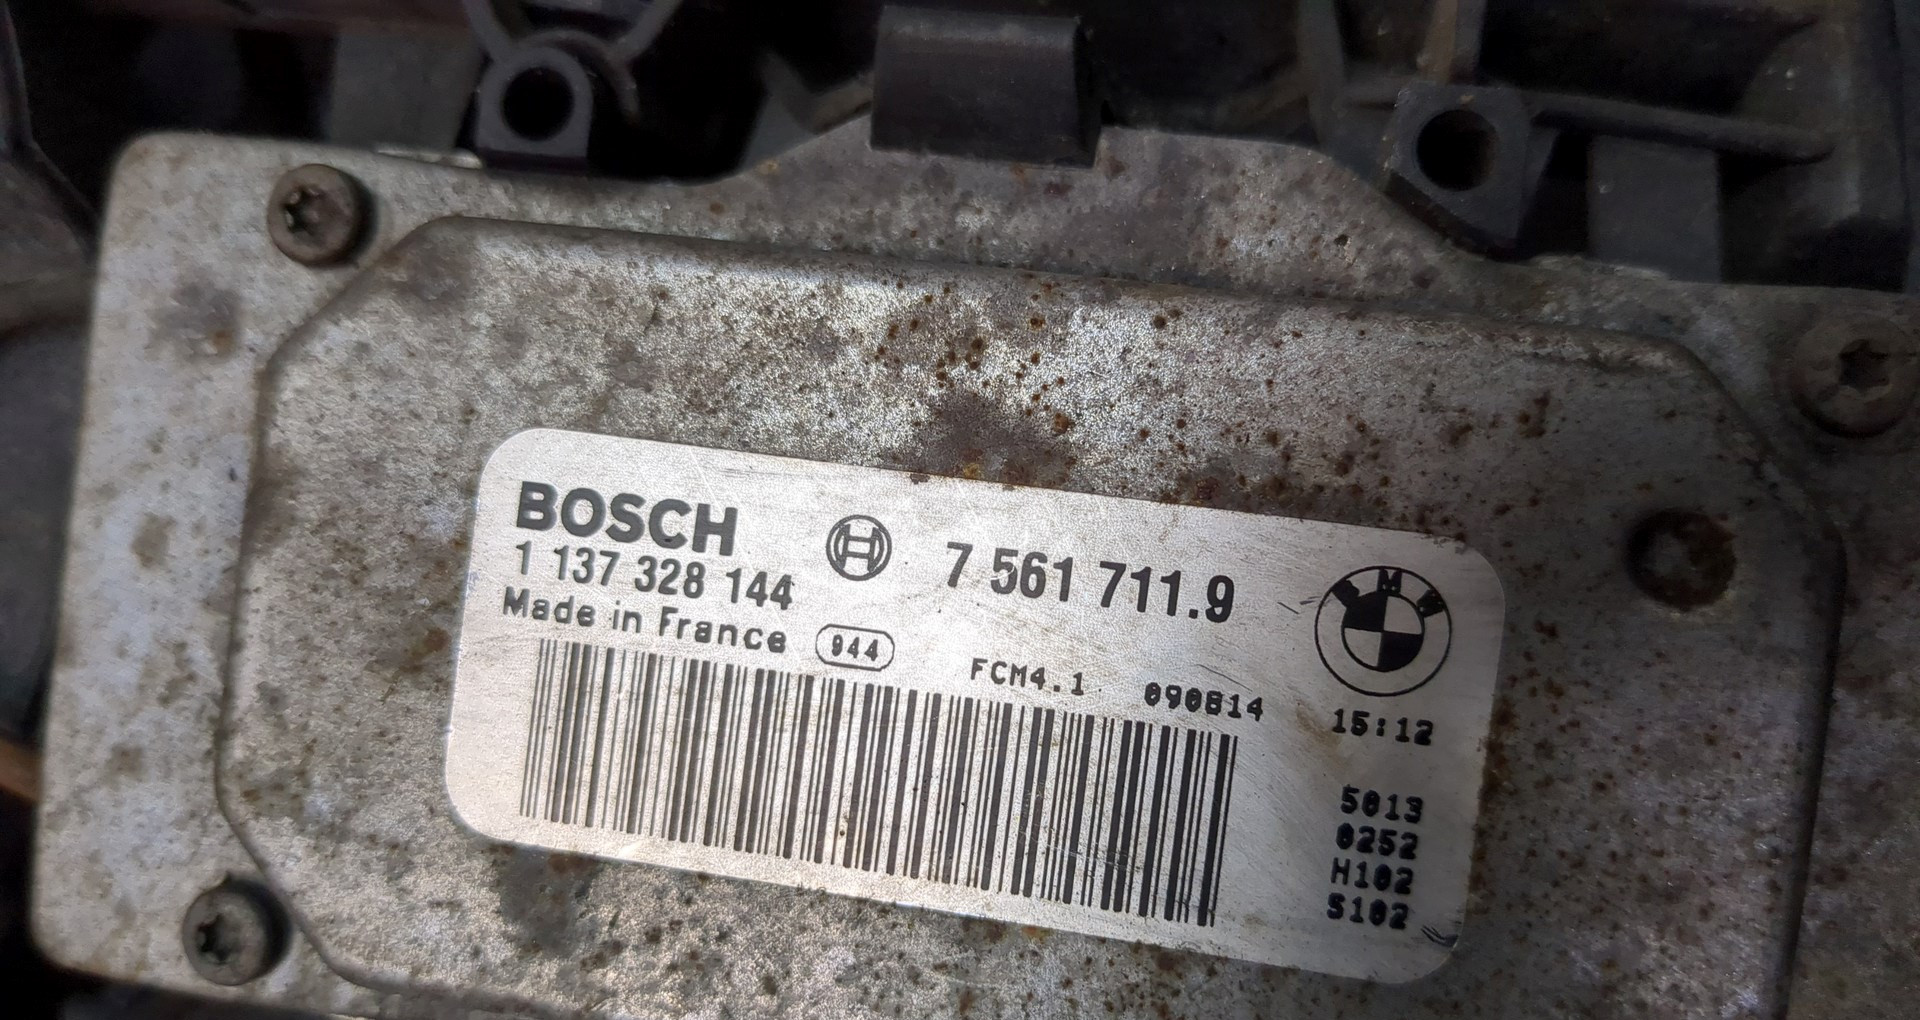 BOSCH
1 137 328 144
7 561 711.9
BMW
Made in France 944
FCM4.1 090814
15:12
5013
0252
H102
S102